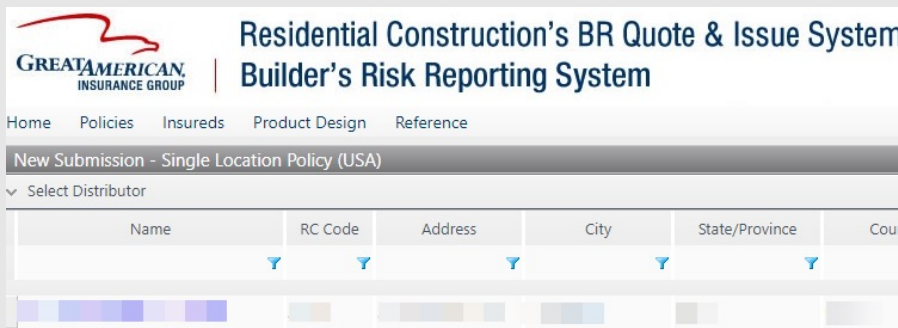 GREATAMERICAN.
INSURANCE GROUP
Residential Construction's BR Quote & Issue System
Builder's Risk Reporting System
Home Policies Insureds Product Design Reference
New Submission - Single Location Policy (USA)
Select Distributor
Name RC Code Address City State/Province Cou